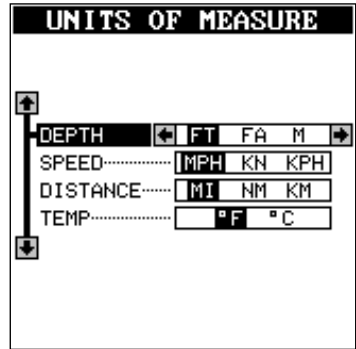 UNITS OF MEASURE
DEPTH FT FA M
SPEED MPH KN KPH
DISTANCE MI NM KM
TEMP °F °C